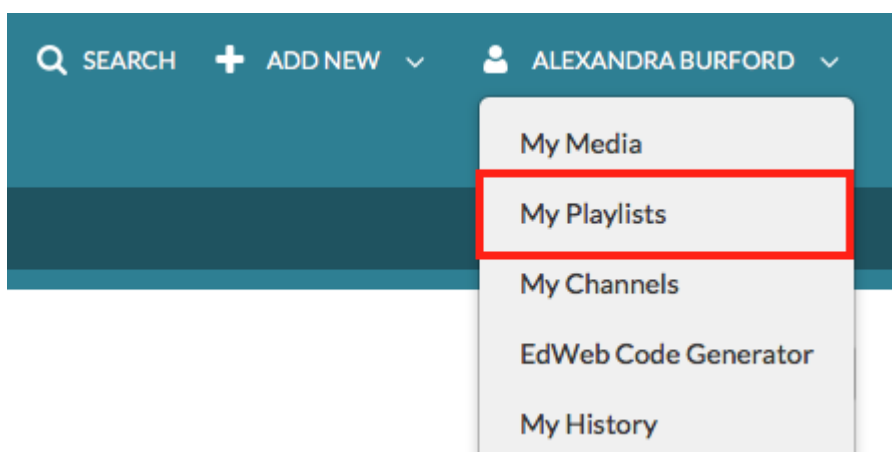 SEARCH ADD NEW ALEXANDRA BURFORD
My Media
My Playlists
My Channels
EdWeb Code Generator
My History